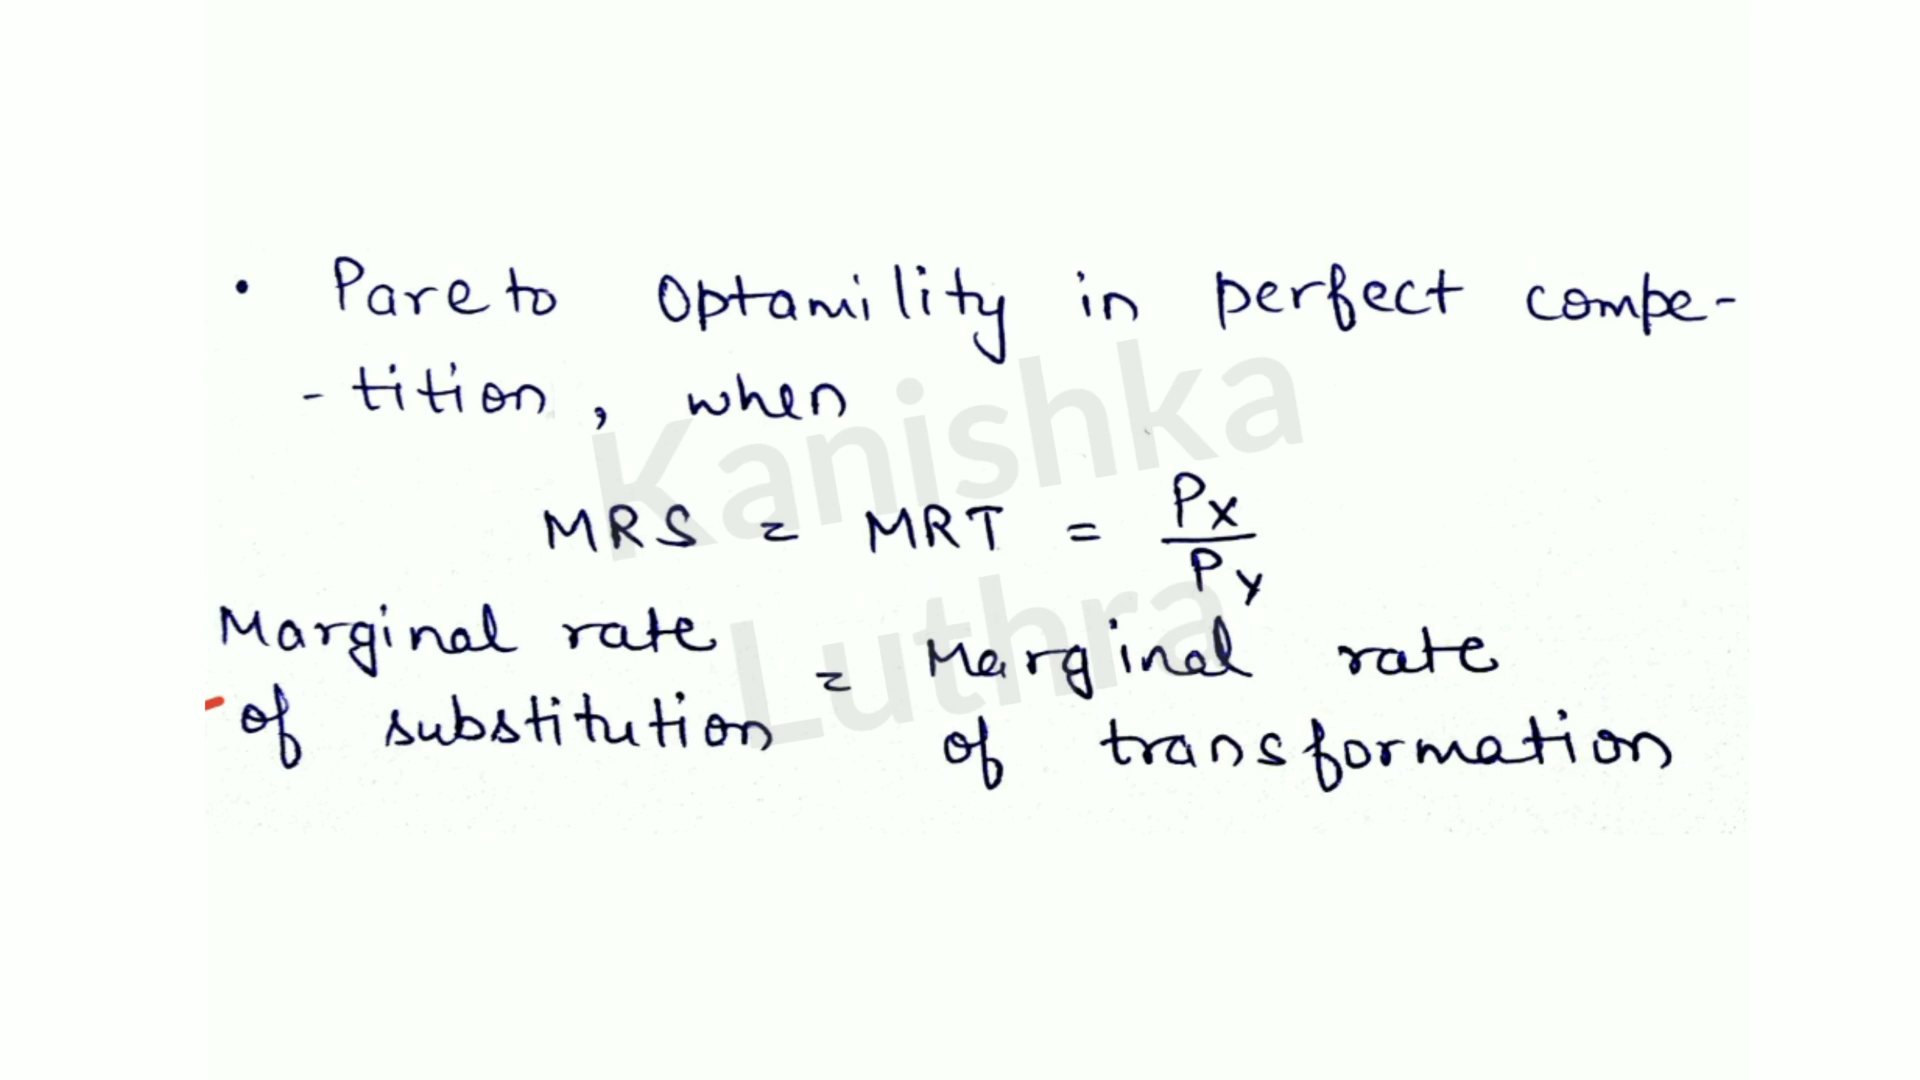 • Pareto Optamility in perfect compe-
- tition, when
MRS = MRT = Px
Py
Marginal rate
of substitution
= Marginal rate
of transformation
Kanishka
Luthra